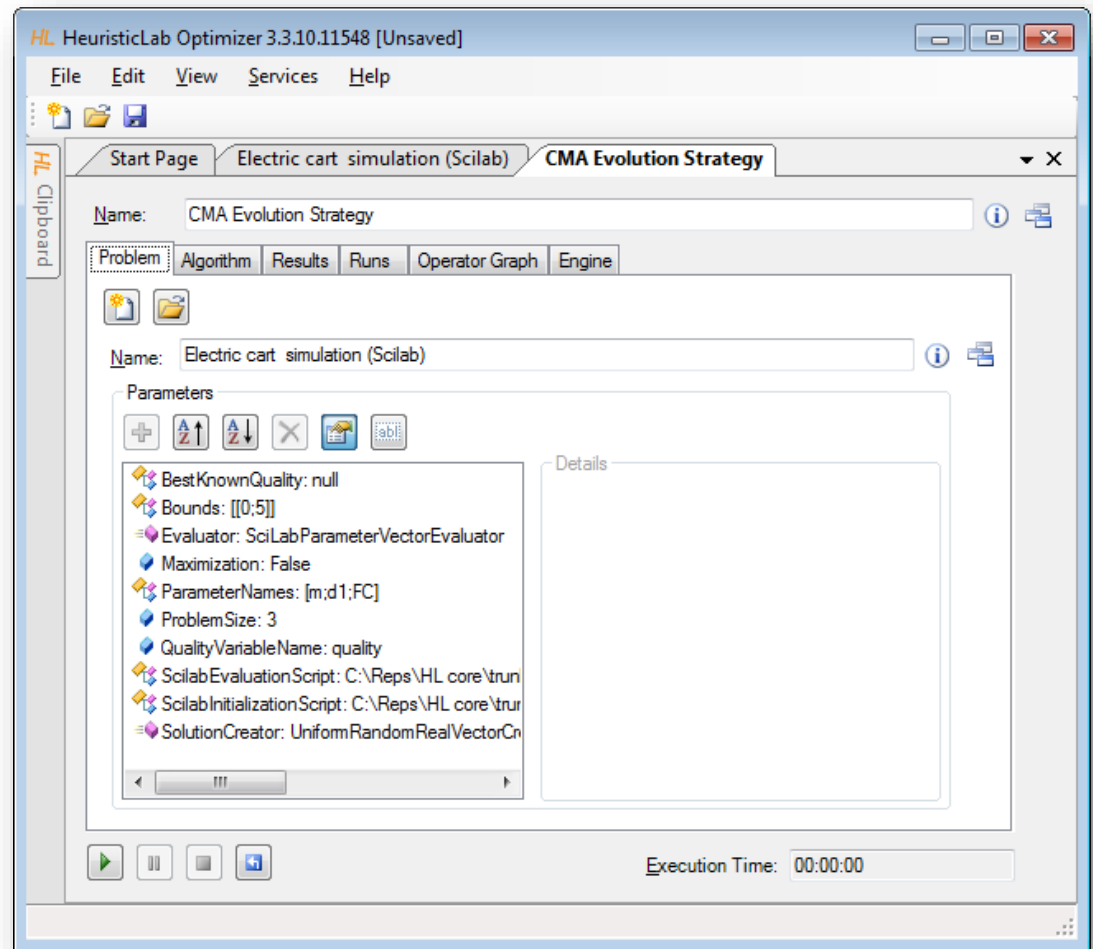 HL HeuristicLab Optimizer 3.3.10.11548 [Unsaved]
File Edit View Services Help
HL Clipboard
Start Page Electric cart simulation (Scilab) CMA Evolution Strategy
Name: CMA Evolution Strategy
Problem Algorithm Results Runs Operator Graph Engine
Name: Electric cart simulation (Scilab)
Parameters
A Z A Z abl
BestKnownQuality: null
Bounds: [[0;5]]
Evaluator: SciLabParameterVectorEvaluator
Maximization: False
ParameterNames: [m;d1;FC]
ProblemSize: 3
QualityVariableName: quality
ScilabEvaluationScript: C:\Reps\HL core\trun
ScilabInitializationScript: C:\Reps\HL core\trun
SolutionCreator: UniformRandomRealVectorCr
Details
Execution Time: 00:00:00